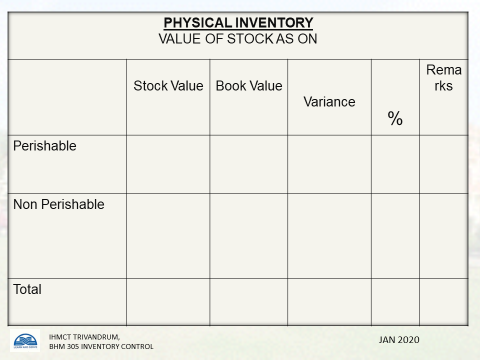 PHYSICAL INVENTORY
VALUE OF STOCK AS ON
Stock Value
Book Value
Variance
%
Rema
rks
Perishable
Non Perishable
Total
IHMCT TRIVANDRUM,
BHM 305 INVENTORY CONTROL
JAN 2020